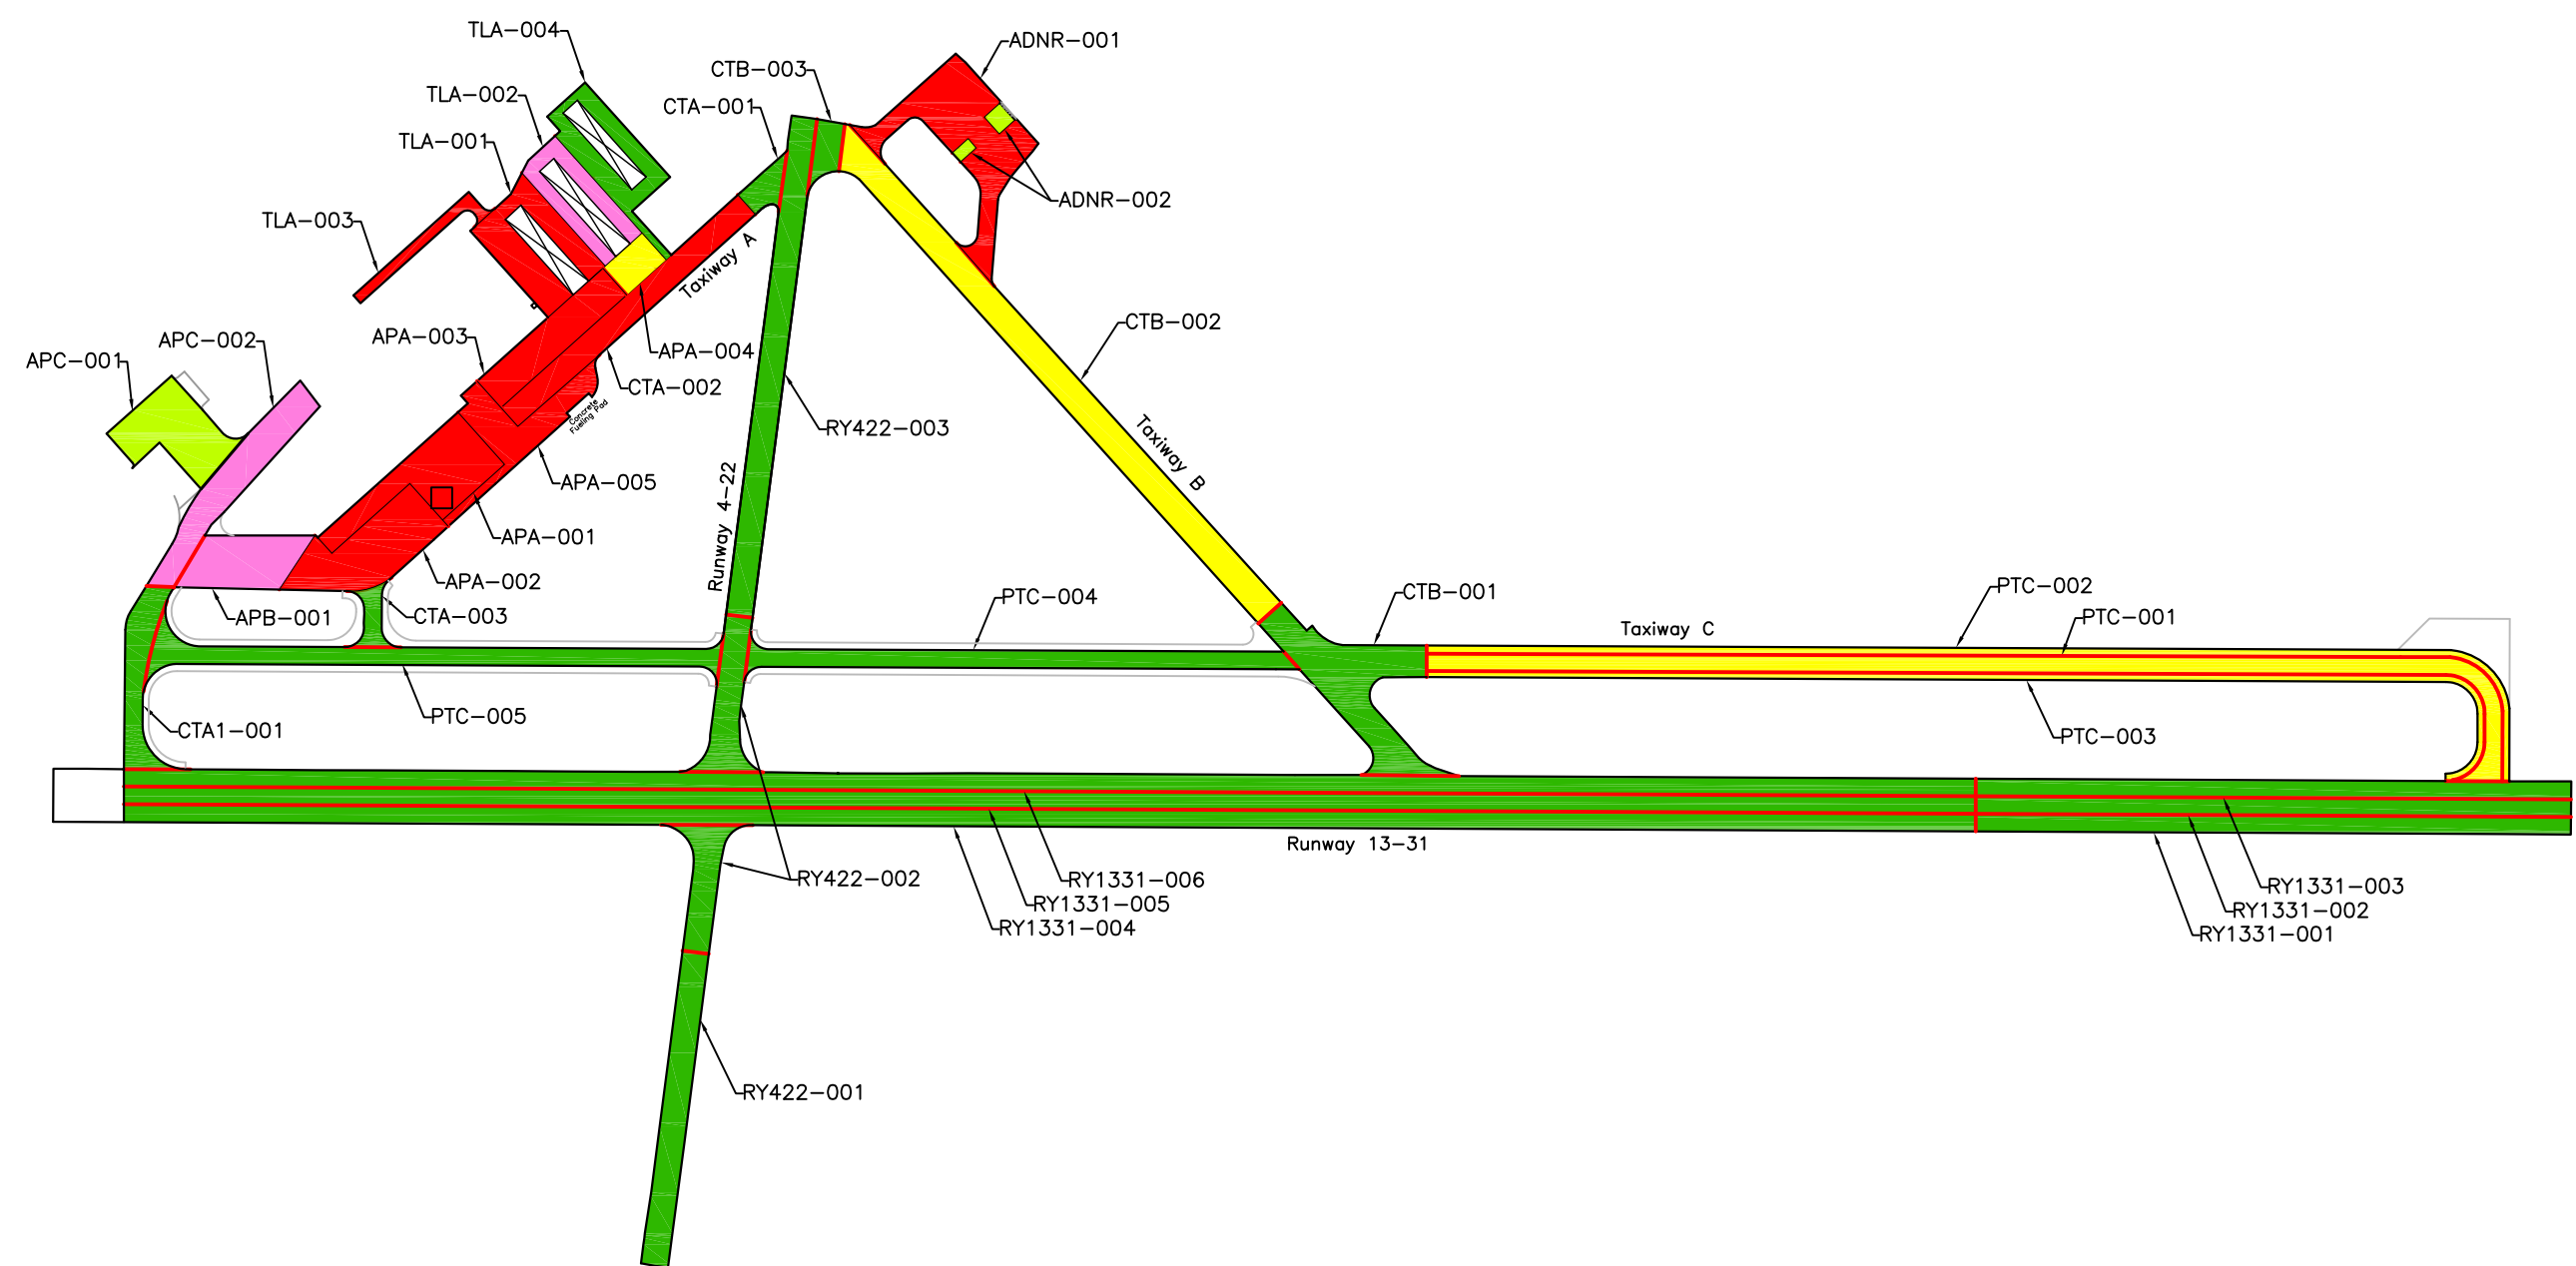 TLA-004
ADNR-001
CTB-003
TLA-002
CTA-001
TLA-001
ADNR-002
TLA-003
Taxiway A
CTB-002
APA-003
APC-002
APA-004
APC-001
CTA-002
Concrete
Fueling Pad
RY422-003
Taxiway B
APA-005
Runway 4-22
APA-001
APA-002
PTC-002
CTB-001
PTC-004
CTA-003
APB-001
PTC-001
Taxiway C
PTC-005
CTA1-001
PTC-003
Runway 13-31
RY422-002
RY1331-006
RY1331-003
RY1331-005
RY1331-002
RY1331-004
RY1331-001
RY422-001